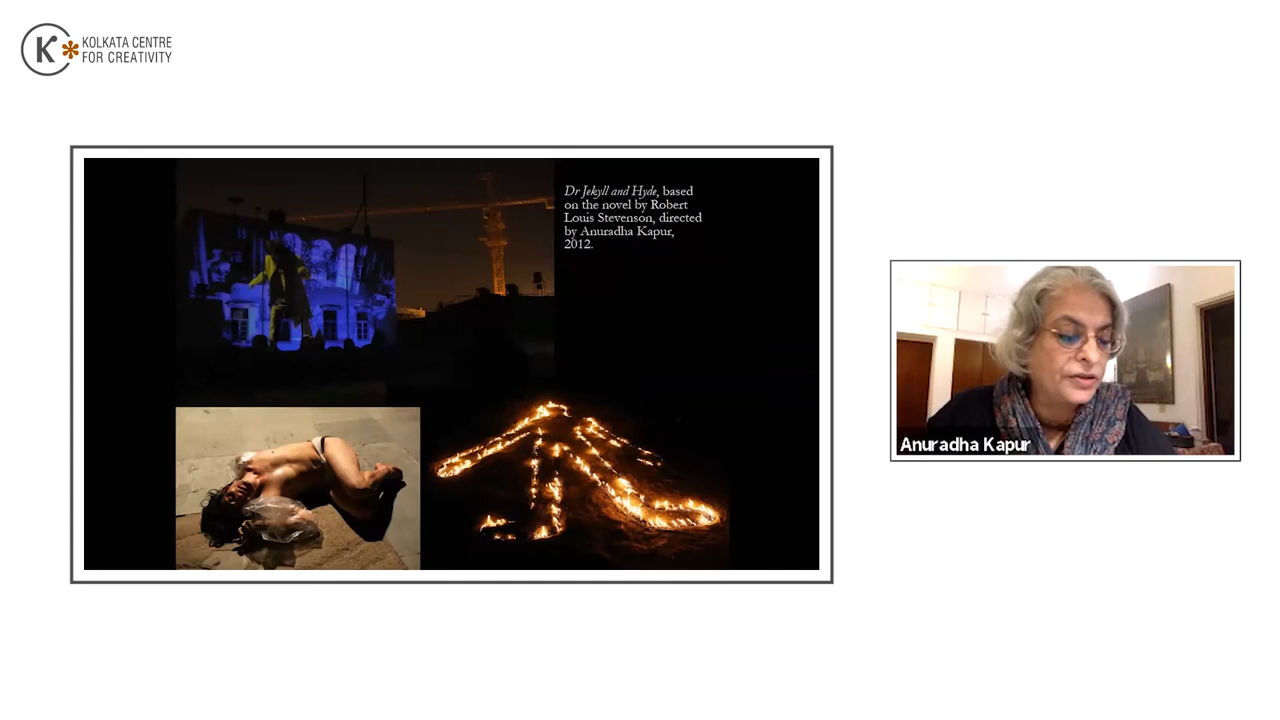 K
KOLKATA CENTRE
FOR CREATIVITY
Dr Jekyll and Hyde, based
on the novel by Robert
Louis Stevenson, directed
by Anuradha Kapur,
2012.
Anuradha Kapur